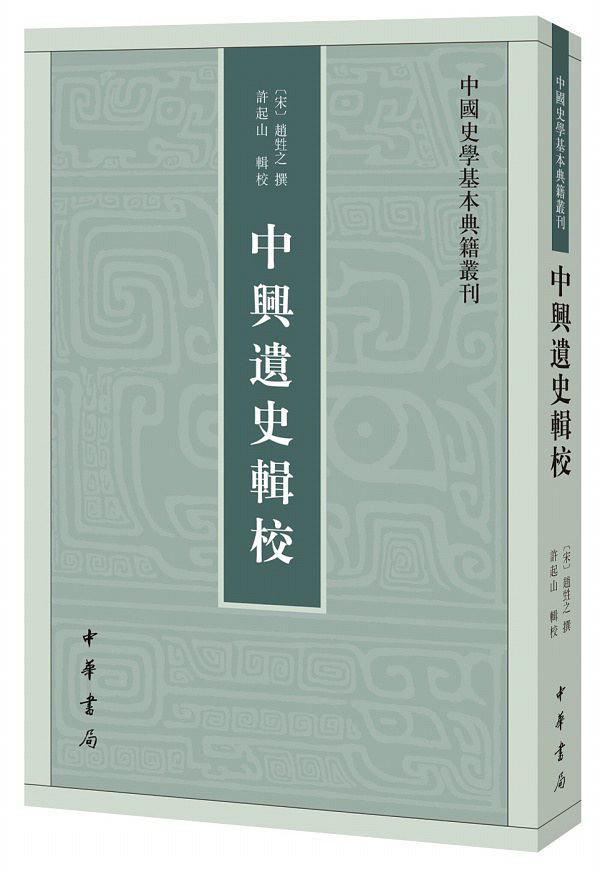 中國史學基本典籍叢刊
〔宋〕趙甡之 撰
許起山 輯校
中興遺史輯校
中華書局
中國史學基本典籍叢刊
中興遺史輯校
〔宋〕趙甡之 撰
許起山 輯校
中華書局